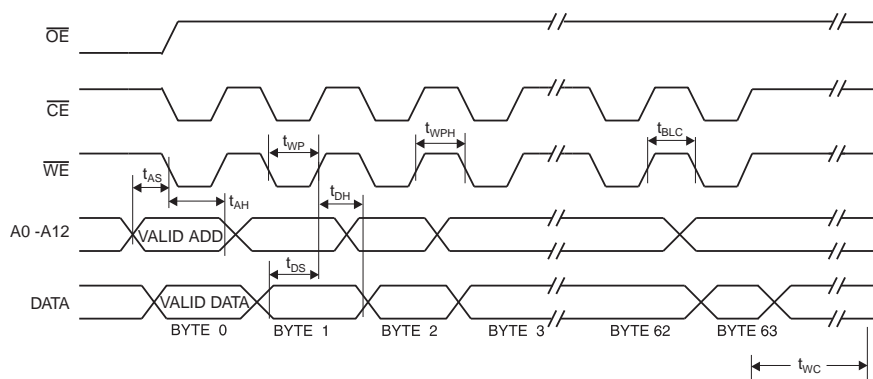 OE
CE
tWP
tWPH
tBLC
WE
tAS
tAH
tDH
A0 -A12
VALID ADD
tDS
DATA
VALID DATA
BYTE 0
BYTE 1
BYTE 2
BYTE 3
BYTE 62
BYTE 63
tWC